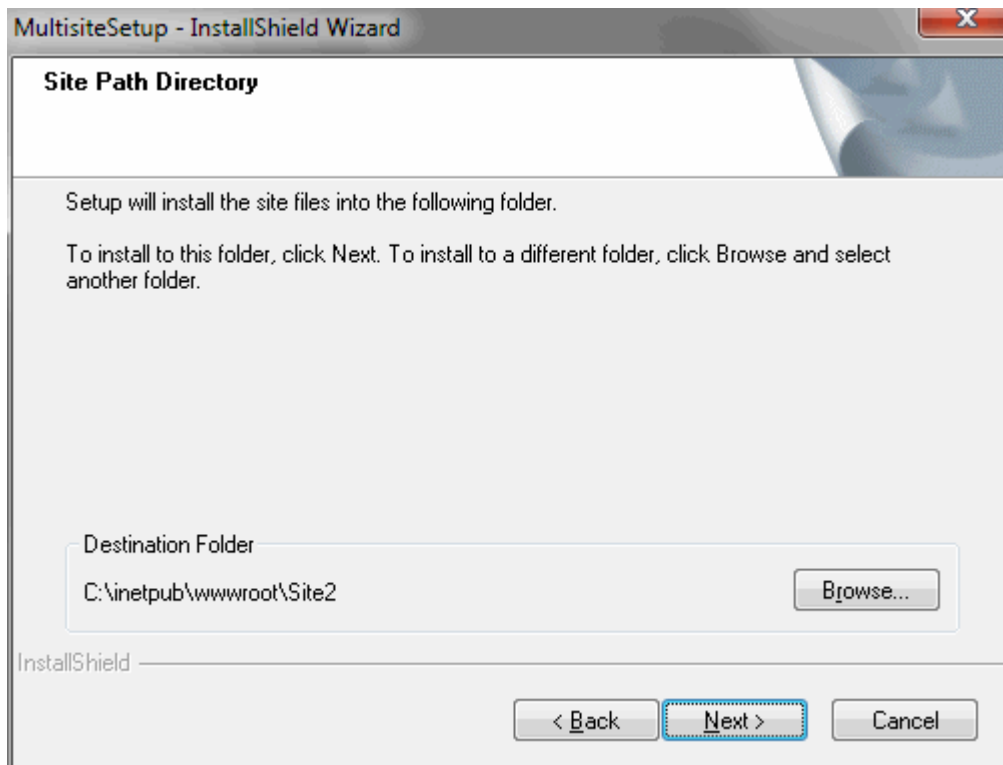 MultisiteSetup - InstallShield Wizard
Site Path Directory
Setup will install the site files into the following folder.
To install to this folder, click Next. To install to a different folder, click Browse and select
another folder.
Destination Folder
C:\inetpub\wwwroot\Site2
Browse...
InstallShield
< Back
Next >
Cancel